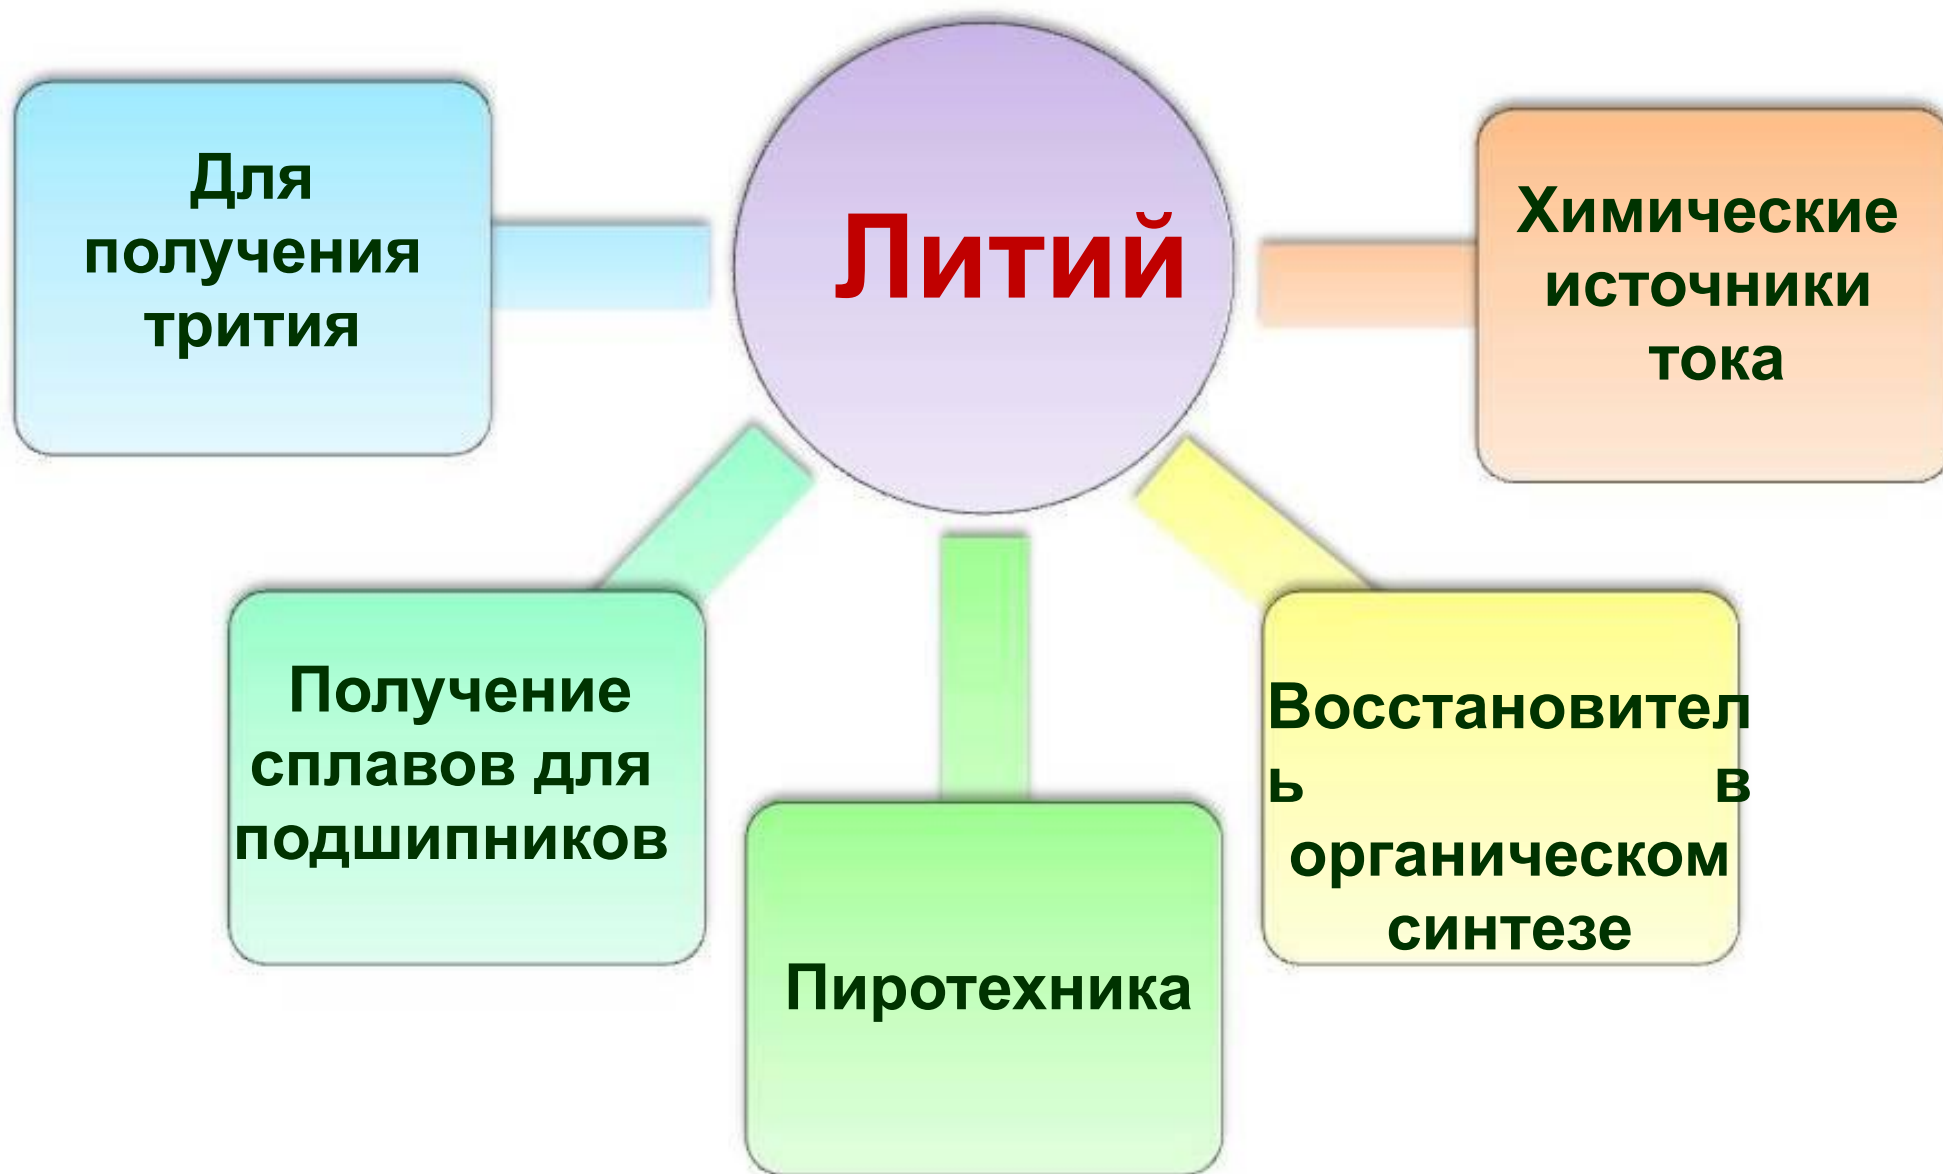 Литий
Для
получения
трития
Химические
источники
тока
Получение
сплавов для
подшипников
Пиротехника
Восстановител
ь в
органическом
синтезе